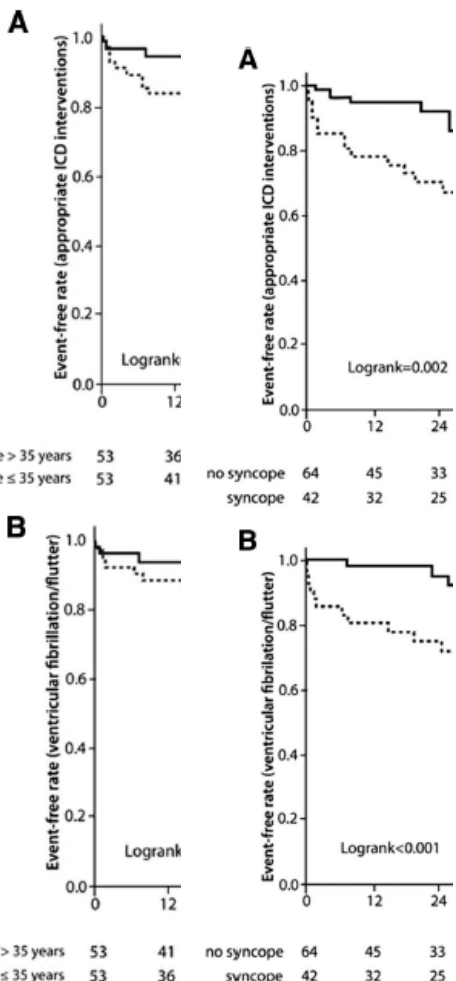 A
Event-free rate (appropriate ICD interventions)
1.0
0.8
0.6
0.4
0.2
0.0
Logrank=
0 12
e > 35 years 53 36
e ≤ 35 years 53 41
A
Event-free rate (appropriate ICD interventions)
1.0
0.8
0.6
0.4
0.2
0.0
Logrank=0.002
0 12 24
no syncope 64 45 33
syncope 42 32 25
B
Event-free rate (ventricular fibrillation/flutter)
1.0
0.8
0.6
0.4
0.2
0.0
Logrank
0 12
> 35 years 53 41
≤ 35 years 53 36
B
Event-free rate (ventricular fibrilation/flutter)
1.0
0.8
0.6
0.4
0.2
0.0
Logrank<0.001
0 12 24
no syncope 64 45 33
syncope 42 32 25